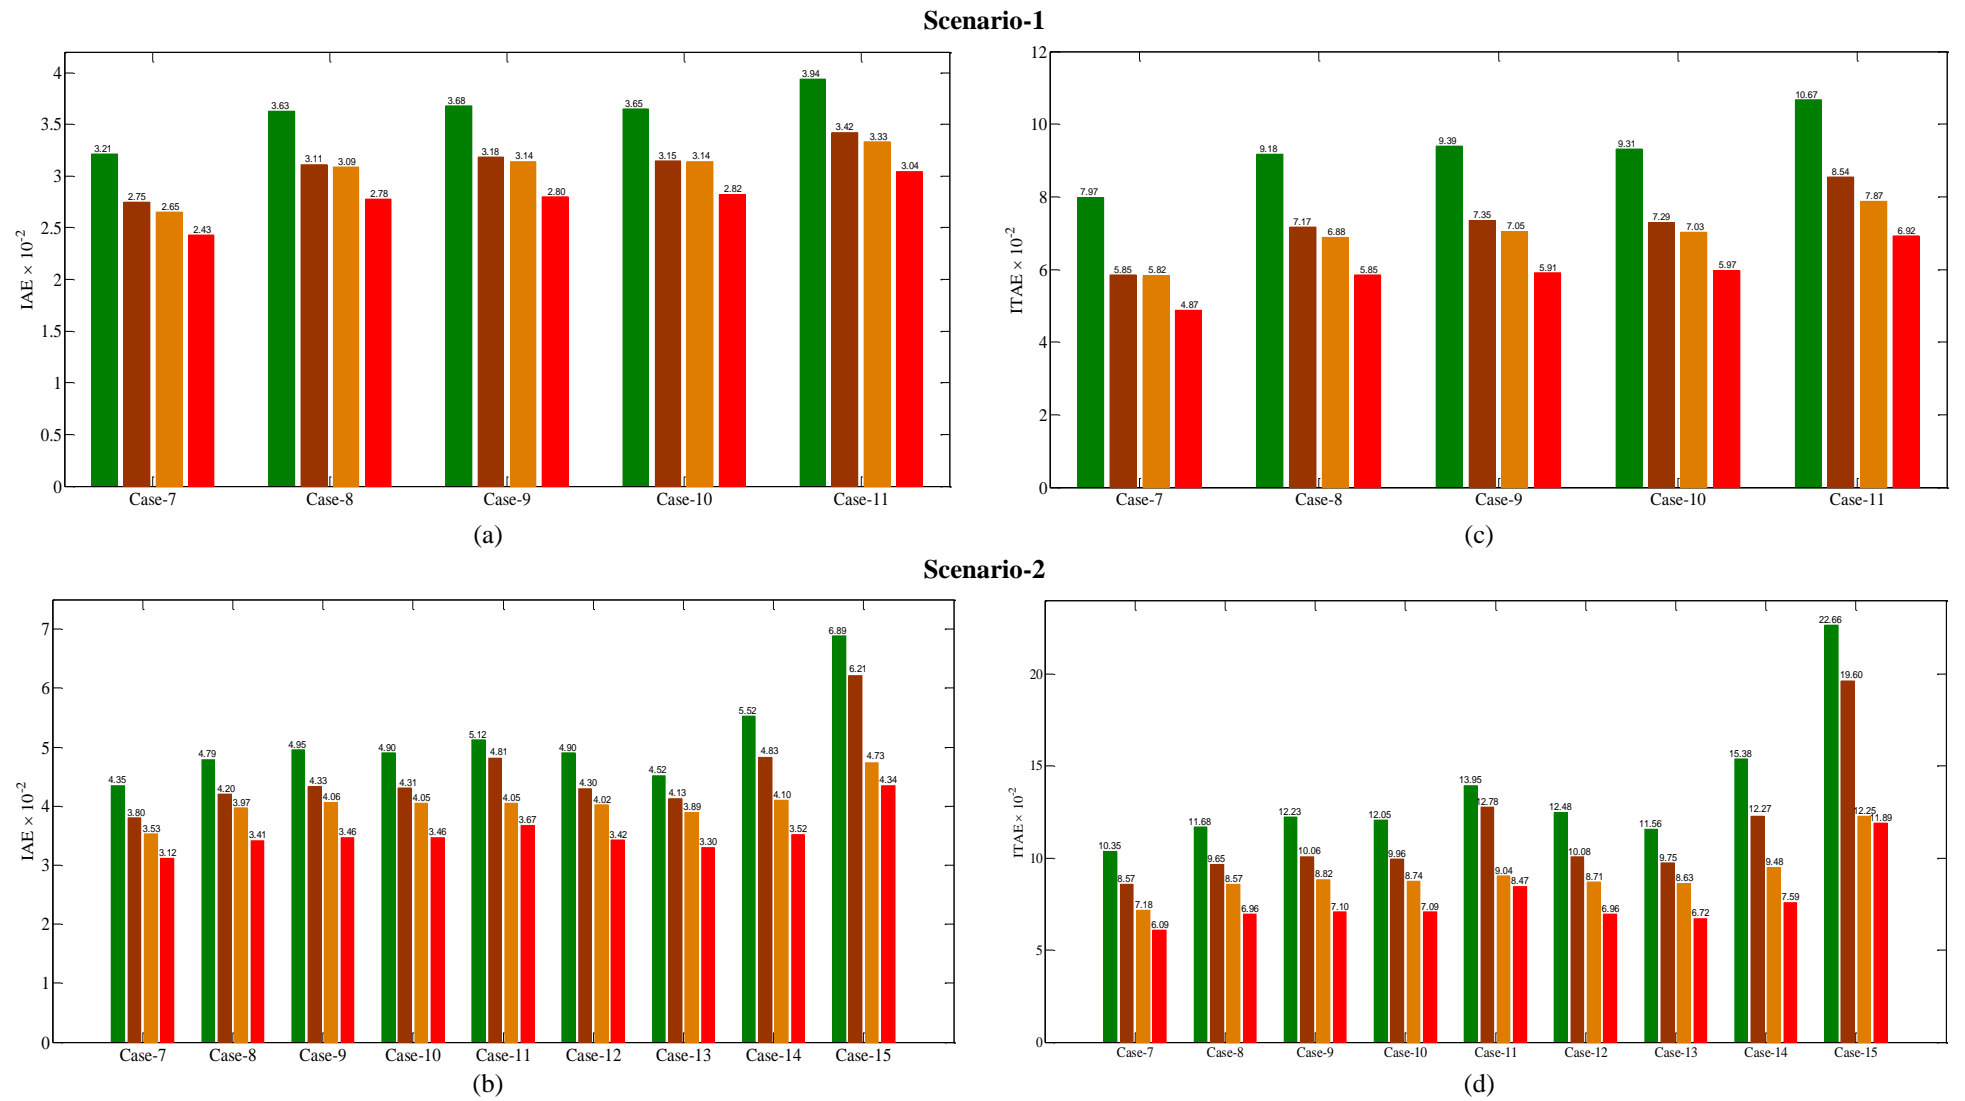 Scenario-1
4
3.5
3
2.5
2
1.5
1
0.5
0
IAE × 10-2
3.21 2.75 2.65 2.43
3.63 3.11 3.09 2.78
3.68 3.18 3.14 2.80
3.65 3.15 3.14 2.82
3.94 3.42 3.33 3.04
Case-7 Case-8 Case-9 Case-10 Case-11
(a)
12
10
8
6
4
2
0
ITAE × 10-2
7.97 5.85 5.82 4.87
9.18 7.17 6.88 5.85
9.39 7.35 7.05 5.91
9.31 7.29 7.03 5.97
10.67 8.54 7.87 6.92
Case-7 Case-8 Case-9 Case-10 Case-11
(c)
Scenario-2
7
6
5
4
3
2
1
0
IAE × 10-2
4.35 3.80 3.53 3.12
4.79 4.20 3.97 3.41
4.95 4.33 4.06 3.46
4.90 4.31 4.05 3.46
5.12 4.81 4.05 3.67
4.90 4.30 4.02 3.42
4.52 4.13 3.89 3.30
5.52 4.83 4.10 3.52
6.89 6.21 4.73 4.34
Case-7 Case-8 Case-9 Case-10 Case-11 Case-12 Case-13 Case-14 Case-15
(b)
20
15
10
5
0
ITAE × 10-2
10.35 8.57 7.18 6.09
11.68 9.65 8.57 6.96
12.23 10.06 8.82 7.10
12.05 9.96 8.74 7.09
13.95 12.78 9.04 8.47
12.48 10.08 8.71 6.96
11.56 9.75 8.63 6.72
15.38 12.27 9.48 7.59
22.66 19.60 12.25 11.89
Case-7 Case-8 Case-9 Case-10 Case-11 Case-12 Case-13 Case-14 Case-15
(d)